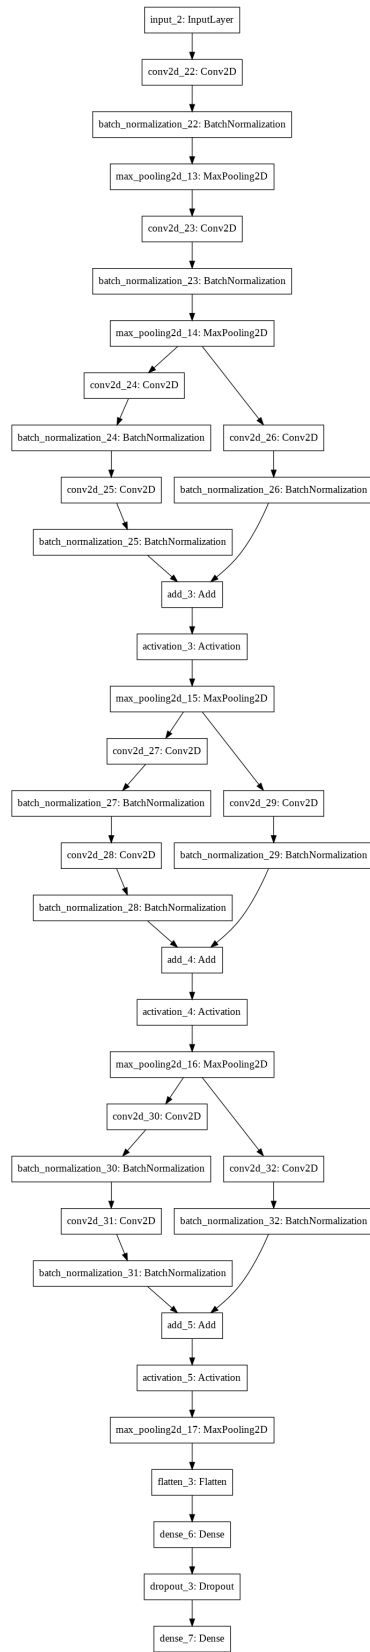 input_2: InputLayer
conv2d_22: Conv2D
batch_normalization_22: BatchNormalization
max_pooling2d_13: MaxPooling2D
conv2d_23: Conv2D
batch_normalization_23: BatchNormalization
max_pooling2d_14: MaxPooling2D
conv2d_24: Conv2D
batch_normalization_24: BatchNormalization
conv2d_26: Conv2D
conv2d_25: Conv2D
batch_normalization_26: BatchNormalization
batch_normalization_25: BatchNormalization
add_3: Add
activation_3: Activation
max_pooling2d_15: MaxPooling2D
conv2d_27: Conv2D
batch_normalization_27: BatchNormalization
conv2d_29: Conv2D
conv2d_28: Conv2D
batch_normalization_29: BatchNormalization
batch_normalization_28: BatchNormalization
add_4: Add
activation_4: Activation
max_pooling2d_16: MaxPooling2D
conv2d_30: Conv2D
batch_normalization_30: BatchNormalization
conv2d_32: Conv2D
conv2d_31: Conv2D
batch_normalization_32: BatchNormalization
batch_normalization_31: BatchNormalization
add_5: Add
activation_5: Activation
max_pooling2d_17: MaxPooling2D
flatten_3: Flatten
dense_6: Dense
dropout_3: Dropout
dense_7: Dense